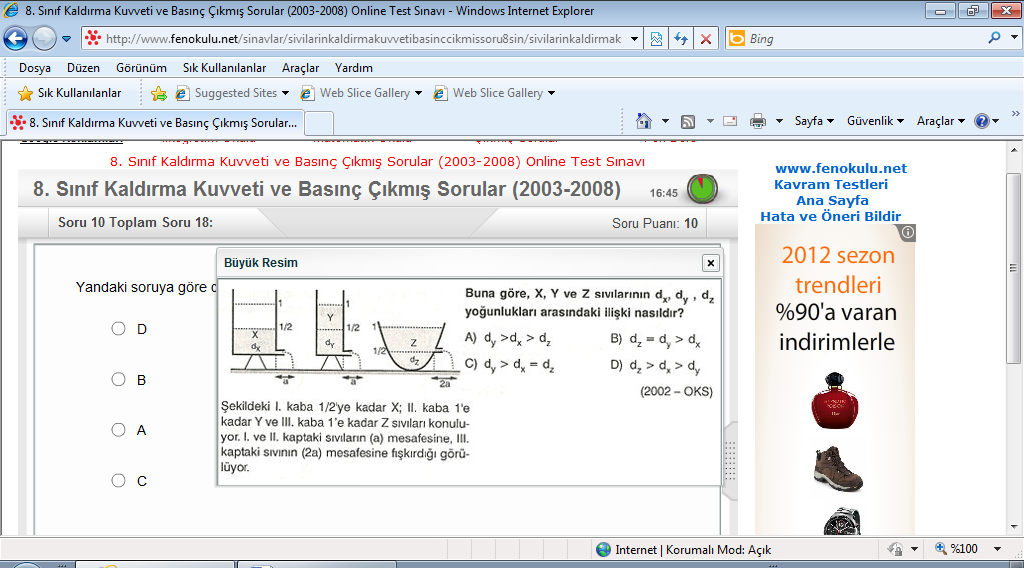 8. Sınıf Kaldırma Kuvveti ve Basınç Çıkmış Sorular (2003-2008) Online Test Sınavı - Windows Internet Explorer
http://www.fenokulu.net/sinavlar/sivilarinkaldirmakuvvetibasinccikmissoru8sin/sivilarinkaldirmak
Bing
Dosya Düzen Görünüm Sık Kullanılanlar Araçlar Yardım
Sık Kullanılanlar Suggested Sites Web Slice Gallery Web Slice Gallery
8. Sınıf Kaldırma Kuvveti ve Basınç Çıkmış Sorular... Sayfa Güvenlik Araçlar
8. Sınıf Kaldırma Kuvveti ve Basınç Çıkmış Sorular (2003-2008) Online Test Sınavı
8. Sınıf Kaldırma Kuvveti ve Basınç Çıkmış Sorular (2003-2008) 16:45
Soru 10 Toplam Soru 18: Soru Puanı: 10
Yandaki soruya göre
D
B
A
C
Büyük Resim
1 1/2 X dx a
1 Y 1/2 dY a
1 1/2 Z dz 2a
Şekildeki I. kaba 1/2'ye kadar X; II. kaba 1'e
kadar Y ve III. kaba 1'e kadar Z sıvıları konulu-
yor. I. ve II. kaptaki sıvıların (a) mesafesine, III.
kaptaki sıvının (2a) mesafesine fışkırdığı görü-
lüyor.
Buna göre, X, Y ve Z sıvılarının dx, dy , dz
yoğunlukları arasındaki ilişki nasıldır?
A) dy >dx > dz B) dz = dy > dx
C) dy > dx = dz D) dz > dx > dy
(2002 – OKS)
www.fenokulu.net
Kavram Testleri
Ana Sayfa
Hata ve Öneri Bildir
2012 sezon
trendleri
%90'a varan
indirimlerle
Internet | Korumalı Mod: Açık %100